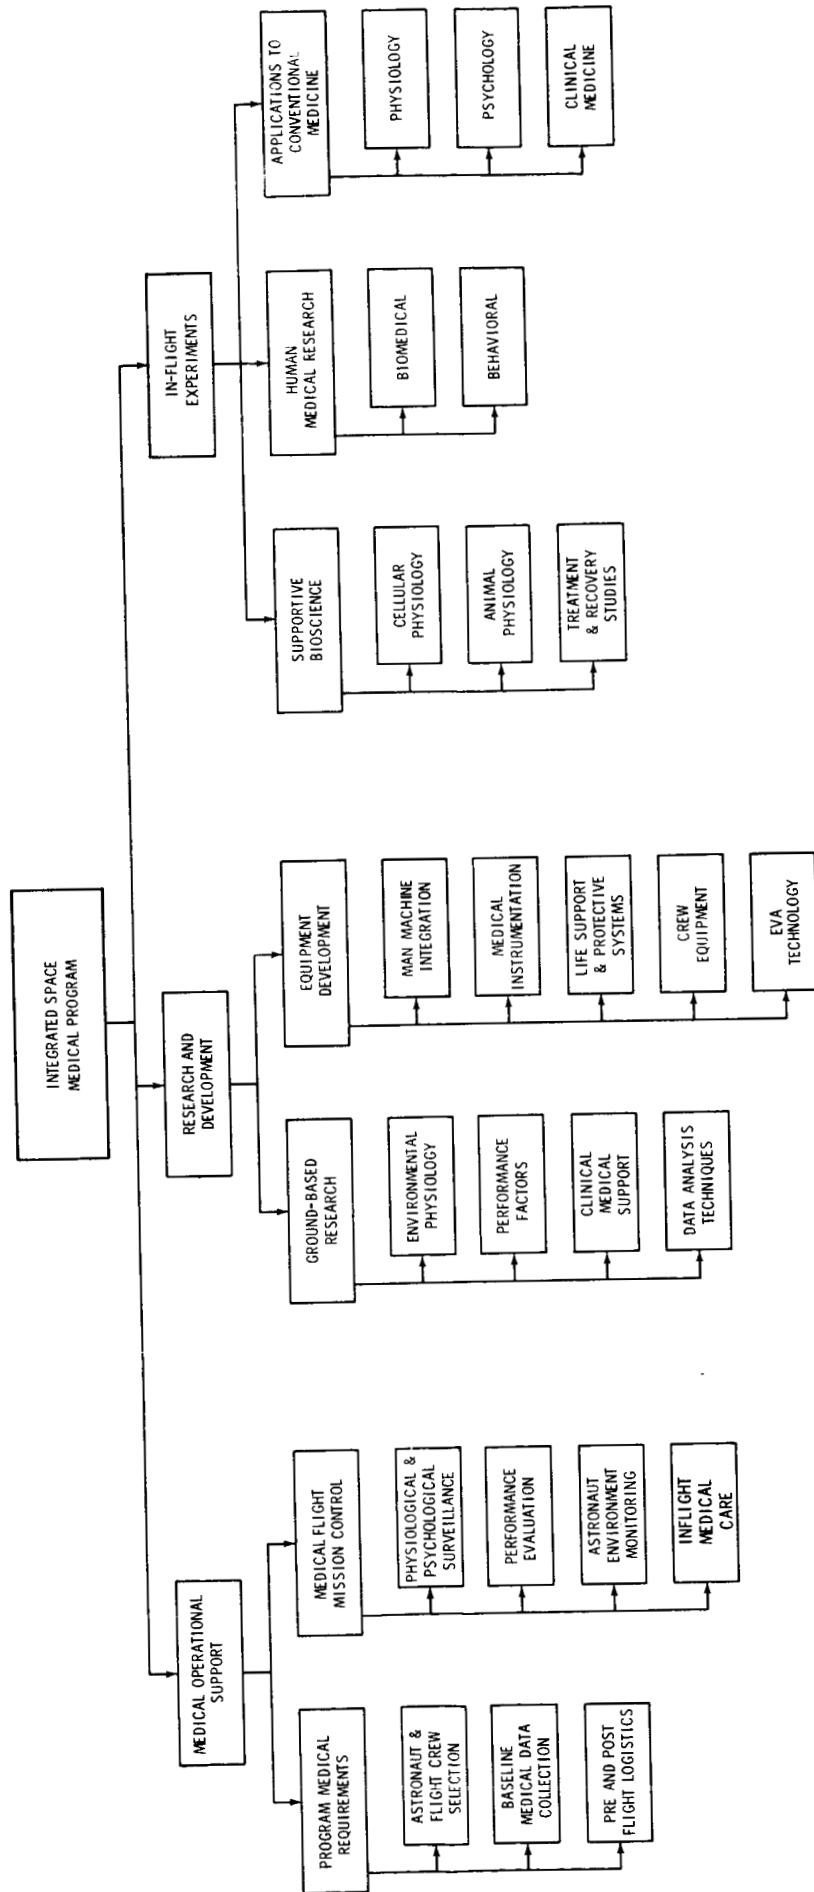 INTEGRATED SPACE
MEDICAL PROGRAM
MEDICAL OPERATIONAL
SUPPORT
RESEARCH AND
DEVELOPMENT
IN-FLIGHT
EXPERIMENTS
PROGRAM MEDICAL
REQUIREMENTS
ASTRONAUT &
FLIGHT CREW
SELECTION
BASELINE
MEDICAL DATA
COLLECTION
PRE AND POST
FLIGHT LOGISTICS
MEDICAL FLIGHT
MISSION CONTROL
PHYSIOLOGICAL &
PSYCHOLOGICAL
SURVEILLANCE
PERFORMANCE
EVALUATION
ASTRONAUT
ENVIRONMENT
MONITORING
INFLIGHT
MEDICAL
CARE
GROUND-BASED
RESEARCH
ENVIRONMENTAL
PHYSIOLOGY
PERFORMANCE
FACTORS
CLINICAL
MEDICAL
SUPPORT
DATA ANALYSIS
TECHNIQUES
EQUIPMENT
DEVELOPMENT
MAN MACHINE
INTEGRATION
MEDICAL
INSTRUMENTATION
LIFE SUPPORT
& PROTECTIVE
SYSTEMS
CREW
EQUIPMENT
EVA
TECHNOLOGY
SUPPORTIVE
BIOSCIENCE
CELLULAR
PHYSIOLOGY
ANIMAL
PHYSIOLOGY
TREATMENT
& RECOVERY
STUDIES
HUMAN
MEDICAL RESEARCH
BIOMEDICAL
BEHAVIORAL
APPLICATIONS TO
CONVENTIONAL
MEDICINE
PHYSIOLOGY
PSYCHOLOGY
CLINICAL
MEDICINE